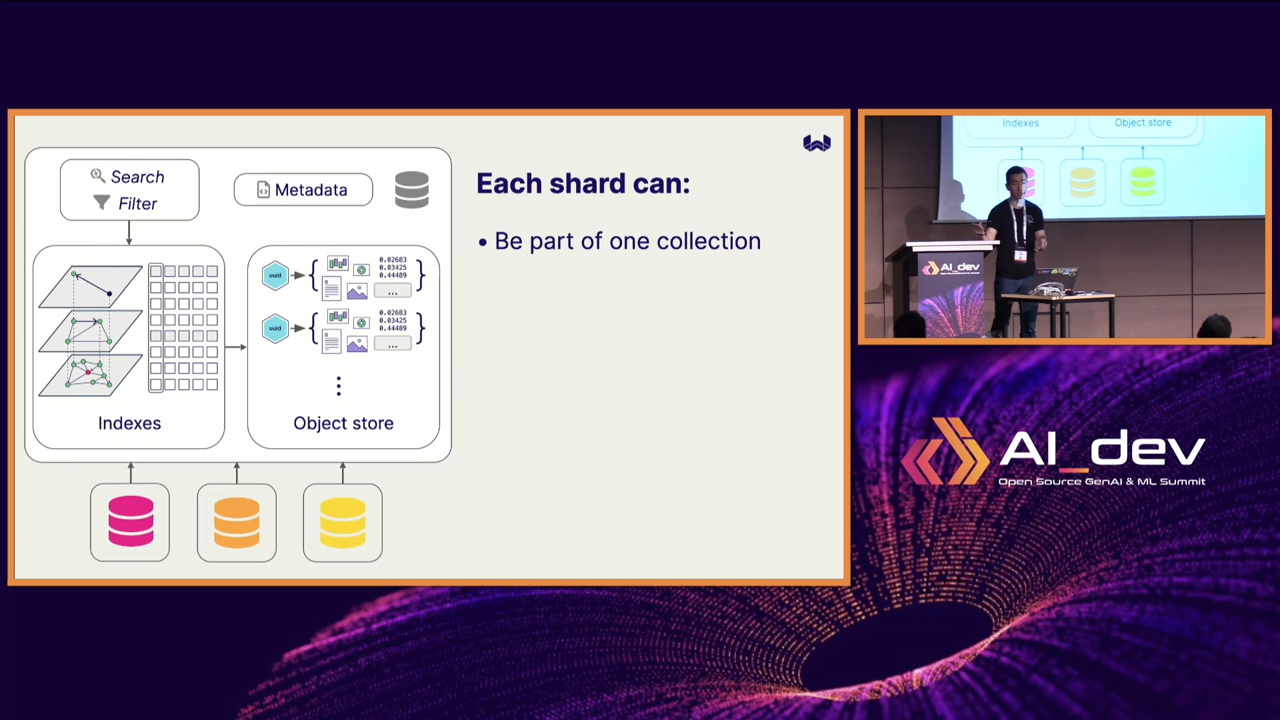 Search
Filter
Metadata
uuid
0.02683
0.03425
0.44489
...
uuid
0.02683
0.03425
0.44489
...
Indexes
Object store
Each shard can:
• Be part of one collection
Indexes
Object store
AI_dev
AI_dev
Open Source GenAI & ML Summit